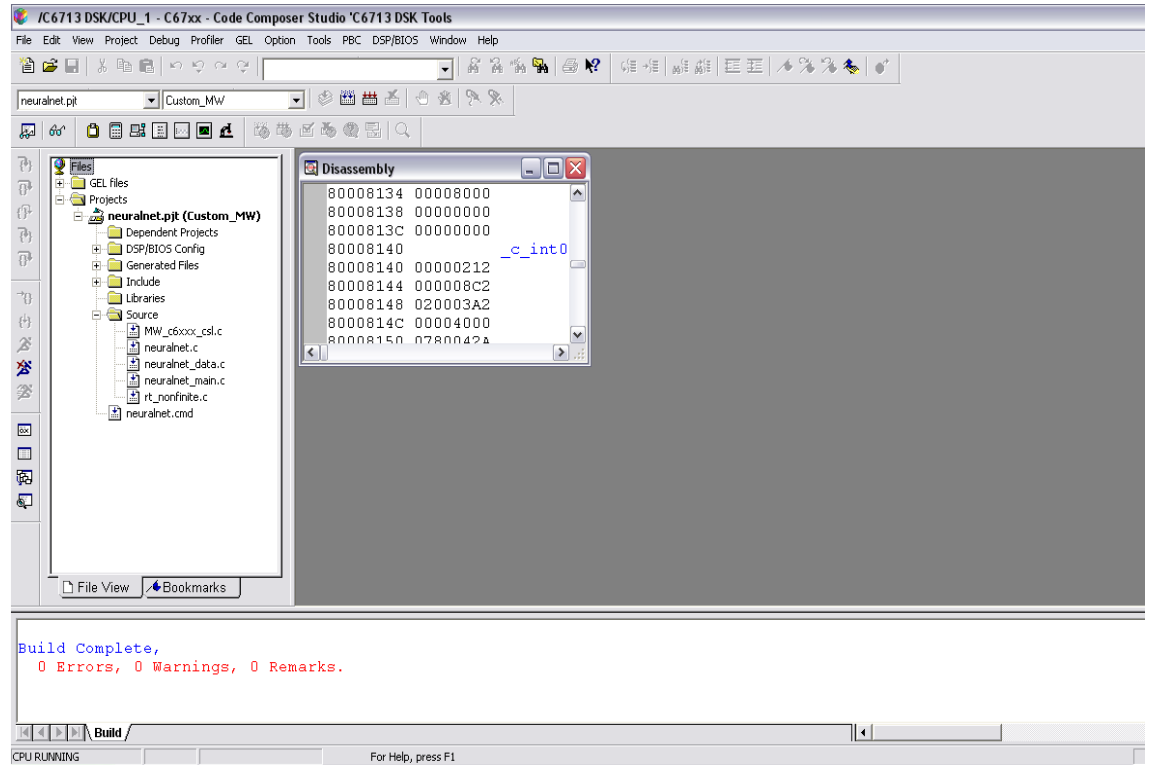 /C6713 DSK/CPU_1 - C67xx - Code Composer Studio 'C6713 DSK Tools
File Edit View Project Debug Profiler GEL Option Tools PBC DSP/BIOS Window Help
neuralnet.pjt Custom_MW
Files
GEL files
Projects
neuralnet.pjt (Custom_MW)
Dependent Projects
DSP/BIOS Config
Generated Files
Include
Libraries
Source
MW_c6xxx_csl.c
neuralnet.c
neuralnet_data.c
neuralnet_main.c
rt_nonfinite.c
neuralnet.cmd
File View Bookmarks
Disassembly
80008134 00008000
80008138 00000000
8000813C 00000000
80008140 _c_int0
80008140 00000212
80008144 000008C2
80008148 020003A2
8000814C 00004000
80008150 0780042A
Build Complete,
0 Errors, 0 Warnings, 0 Remarks.
Build
CPU RUNNING For Help, press F1